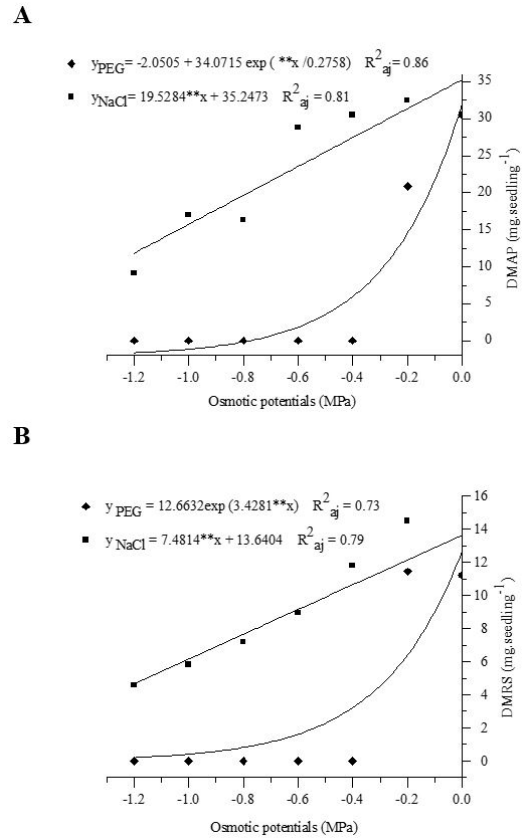 A
yPEG= -2.0505 + 34.0715 exp ( **x /0.2758) R²aj= 0.86
yNaCl= 19.5284**x + 35.2473 R²aj= 0.81
35
30
25
20
15
10
5
0
DMAP (mg.seedling⁻¹)
-1.2 -1.0 -0.8 -0.6 -0.4 -0.2 0.0
Osmotic potentials (MPa)
B
y PEG = 12.6632exp (3.4281**x) R²aj = 0.73
y NaCl = 7.4814**x + 13.6404 R²aj = 0.79
16
14
12
10
8
6
4
2
0
DMRS (mg.seedling⁻¹)
-1.2 -1.0 -0.8 -0.6 -0.4 -0.2 0.0
Osmotic potentials (MPa)